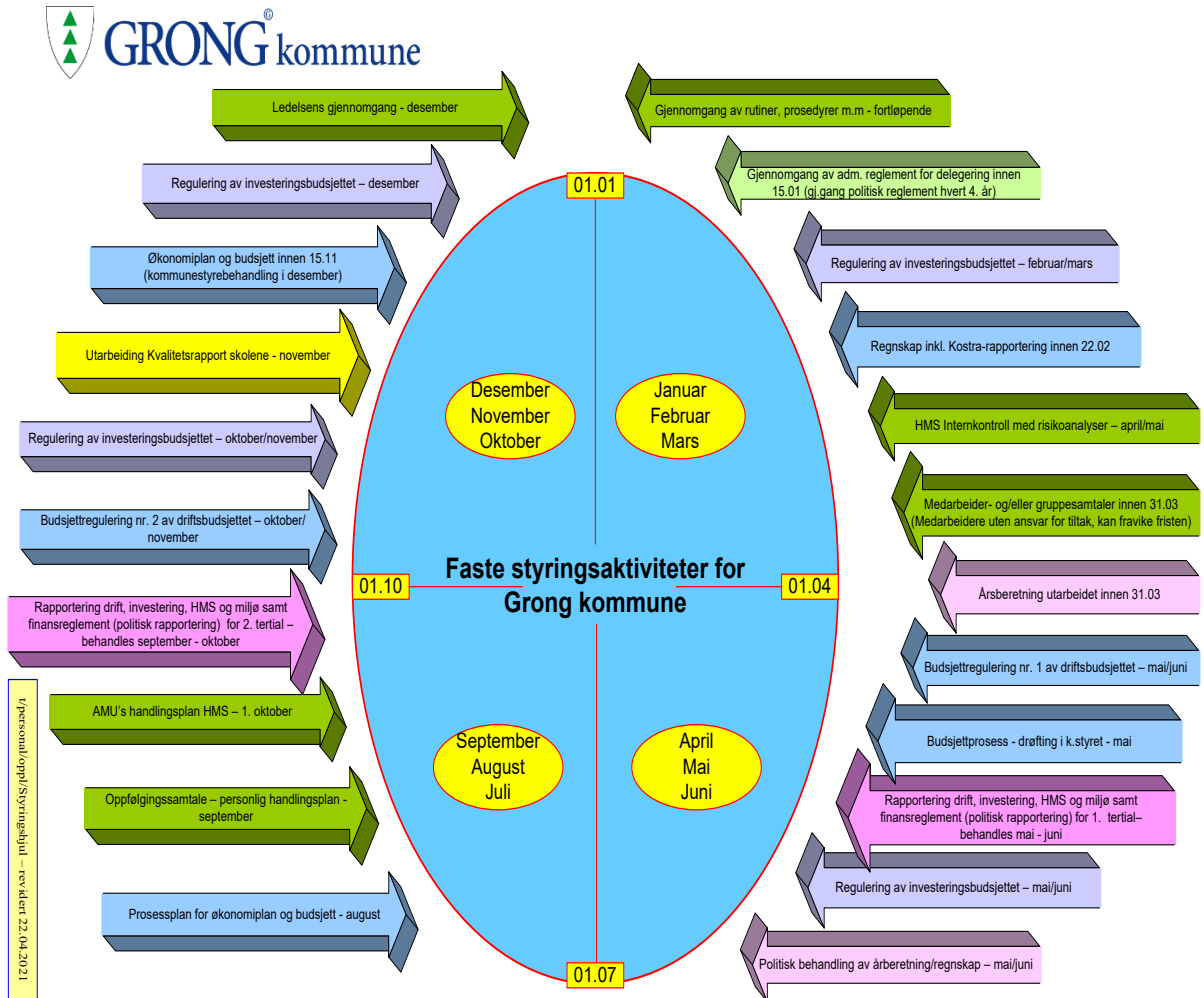 GRONG© kommune
Ledelsens gjennomgang - desember
Regulering av investeringsbudsjettet – desember
Økonomiplan og budsjett innen 15.11
(kommunestyrebehandling i desember)
Utarbeiding Kvalitetsrapport skolene - november
Regulering av investeringsbudsjettet – oktober/november
Budsjettregulering nr. 2 av driftsbudsjettet – oktober/
november
Rapportering drift, investering, HMS og miljø samt
finansreglement (politisk rapportering) for 2. tertial –
behandles september - oktober
AMU's handlingsplan HMS – 1. oktober
Oppfølgingssamtale – personlig handlingsplan -
september
Prosessplan for økonomiplan og budsjett - august
t/personal/oppl/Styringshjul – revidert 22.04.2021
01.01
Desember
November
Oktober
Januar
Februar
Mars
01.10
Faste styringsaktiviteter for
Grong kommune
01.04
September
August
Juli
April
Mai
Juni
01.07
Gjennomgang av rutiner, prosedyrer m.m - fortløpende
Gjennomgang av adm. reglement for delegering innen
15.01 (gj.gang politisk reglement hvert 4. år)
Regulering av investeringsbudsjettet – februar/mars
Regnskap inkl. Kostra-rapportering innen 22.02
HMS Internkontroll med risikoanalyser – april/mai
Medarbeider- og/eller gruppesamtaler innen 31.03
(Medarbeidere uten ansvar for tiltak, kan fravike fristen)
Årsberetning utarbeidet innen 31.03
Budsjettregulering nr. 1 av driftsbudsjettet – mai/juni
Budsjettprosess - drøfting i k.styret - mai
Rapportering drift, investering, HMS og miljø samt
finansreglement (politisk rapportering) for 1. tertial–
behandles mai - juni
Regulering av investeringsbudsjettet – mai/juni
Politisk behandling av årberetning/regnskap – mai/juni